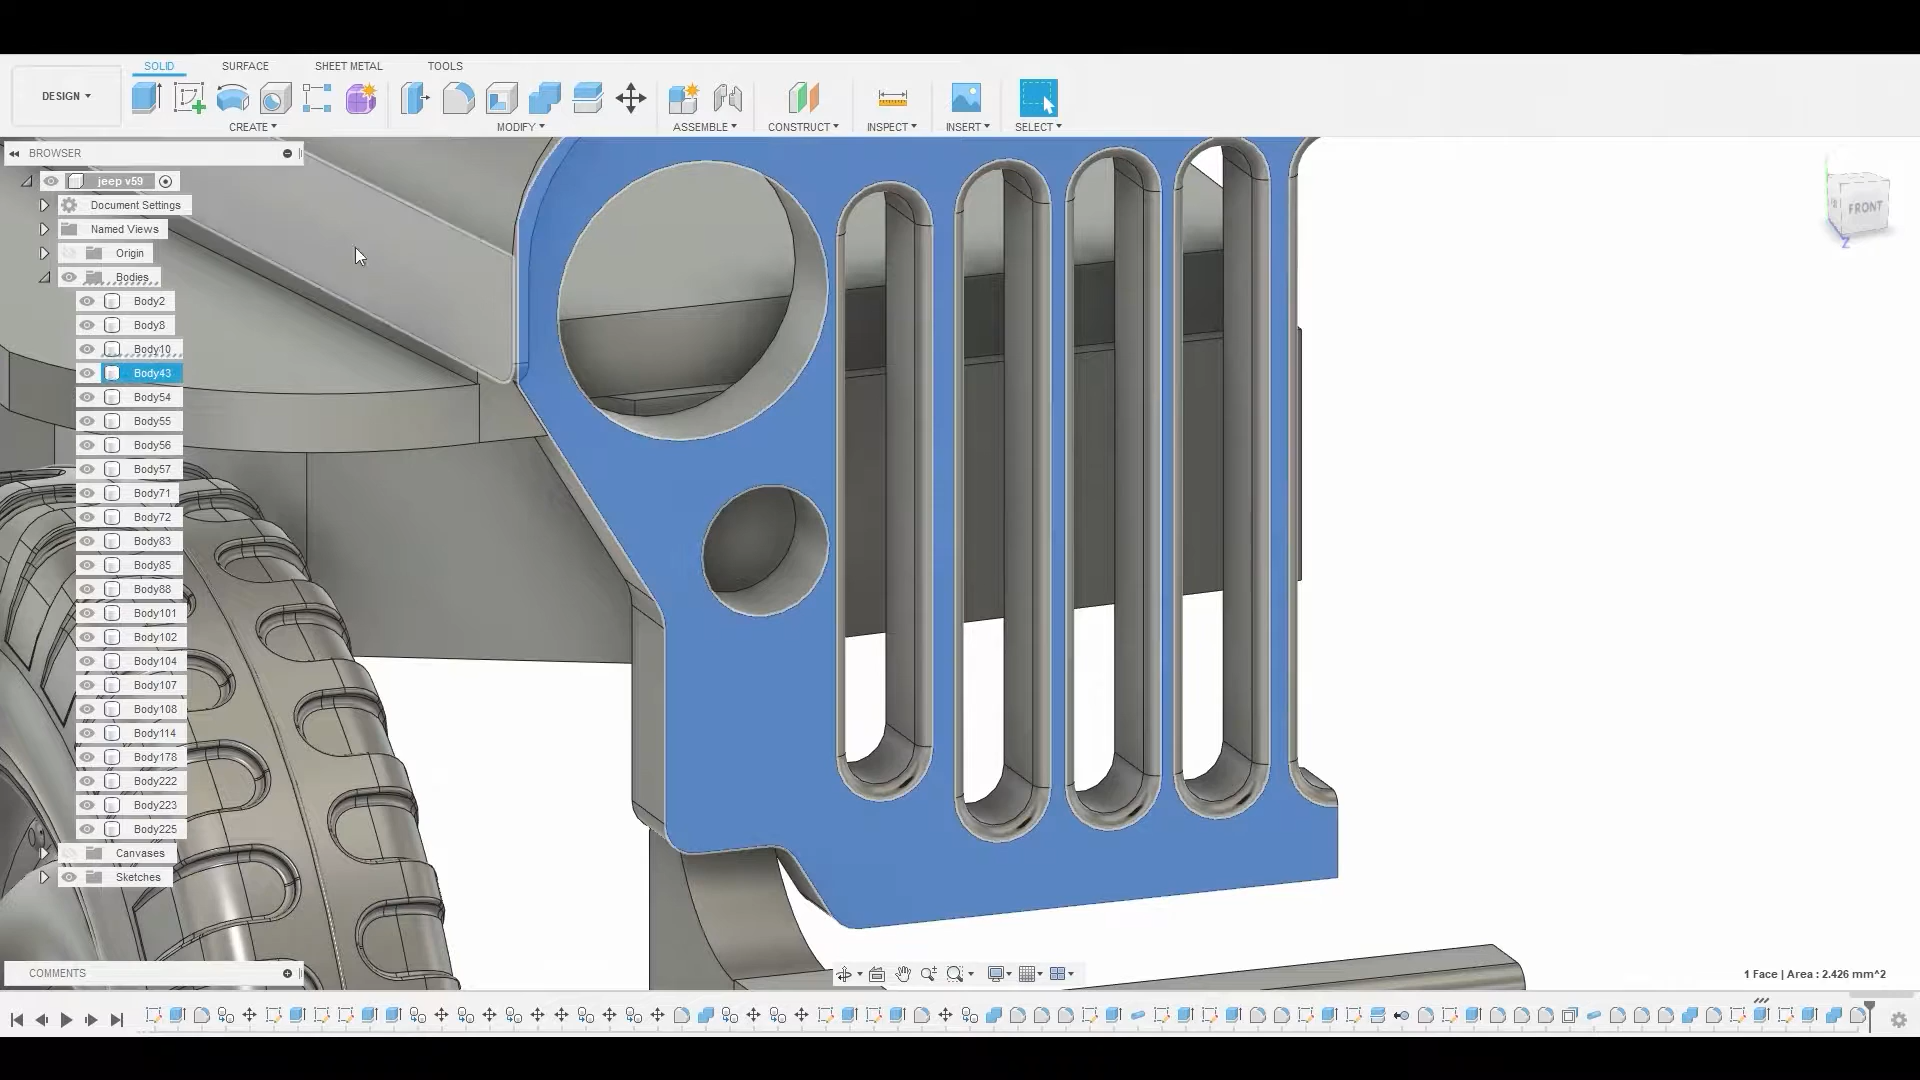 SOLID SURFACE SHEET METAL TOOLS
DESIGN
CREATE MODIFY ASSEMBLE CONSTRUCT INSPECT INSERT SELECT
BROWSER
jeep v59
Document Settings
Named Views
Origin
Bodies
Body2
Body8
Body10
Body43
Body54
Body55
Body56
Body57
Body71
Body72
Body83
Body85
Body88
Body101
Body102
Body104
Body107
Body108
Body114
Body178
Body222
Body223
Body225
Canvases
Sketches
FRONT
Z
COMMENTS
1 Face | Area : 2.426 mm^2